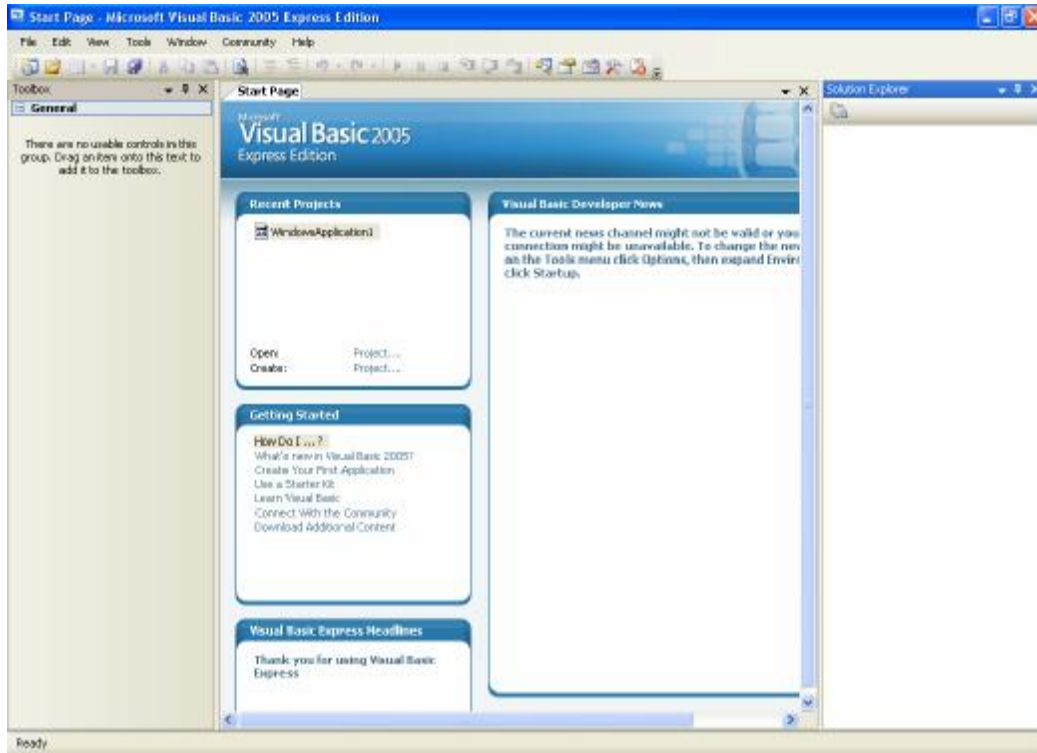 Start Page - Microsoft Visual Basic 2005 Express Edition
File Edit View Tools Window Community Help
Toolbox
General
There are no usable controls in this
group. Drag an item onto this text to
add it to the toolbox.
Start Page
Microsoft
Visual Basic 2005
Express Edition
Recent Projects
WindowsApplication1
Open: Project...
Create: Project...
Getting Started
How Do I ...?
What's new in Visual Basic 2005?
Create Your First Application
Use a Starter Kit
Learn Visual Basic
Connect With the Community
Download Additional Content
Visual Basic Express Headlines
Thank you for using Visual Basic
Express
Visual Basic Developer News
The current news channel might not be valid or you
connection might be unavailable. To change the new
on the Tools menu click Options, then expand Envir
click Startup.
Solution Explorer
Ready